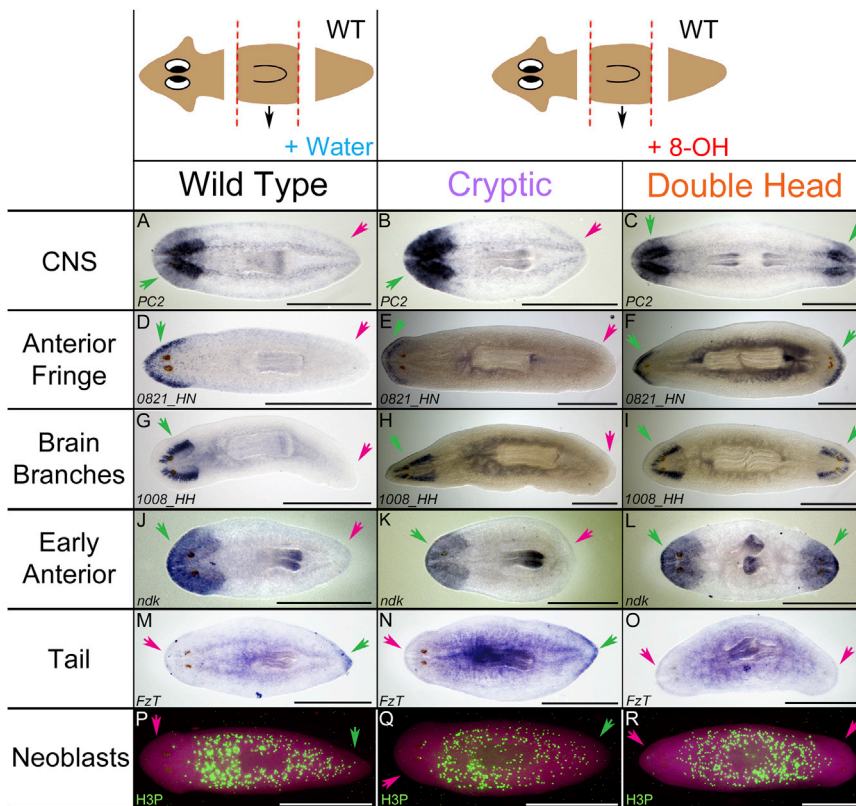 WT
WT
+ Water
+ 8-OH
Wild Type
Cryptic
Double Head
CNS
A
PC2
B
PC2
C
PC2
Anterior
Fringe
D
0821_HN
E
0821_HN
F
0821_HN
Brain
Branches
G
1008_HH
H
1008_HH
I
1008_HH
Early
Anterior
J
ndk
K
ndk
L
ndk
Tail
M
FzT
N
FzT
O
FzT
Neoblasts
P
H3P
Q
H3P
R
H3P